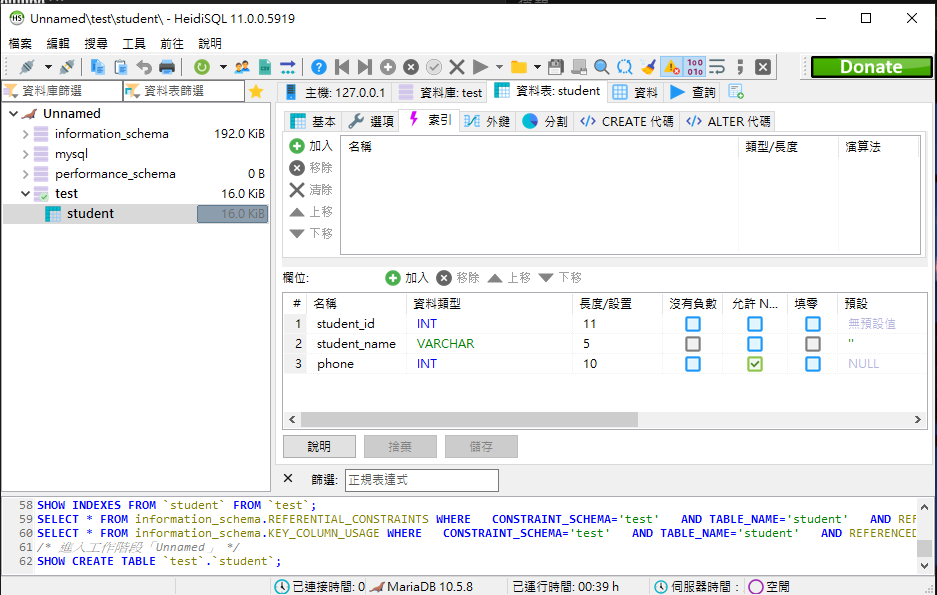 Unnamed\test\student\ - HeidiSQL 11.0.0.5919
檔案 編輯 搜尋 工具 前往 說明
Donate
資料庫篩選 資料表篩選
主機: 127.0.0.1 資料庫: test 資料表: student 資料 查詢
Unnamed
information_schema 192.0 KiB
mysql
performance_schema 0 B
test 16.0 KiB
student 16.0 KiB
基本 選項 索引 外鍵 分割 CREATE 代碼 ALTER 代碼
加入
移除
清除
上移
下移
名稱 類型/長度 演算法
欄位: 加入 移除 上移 下移
# 名稱 資料類型 長度/設置 沒有負數 允許 N... 填零 預設
1 student_id INT 11 無預設值
2 student_name VARCHAR 5 ''
3 phone INT 10 NULL
說明 捨棄 儲存
篩選: 正規表達式
58 SHOW INDEXES FROM `student` FROM `test`;
59 SELECT * FROM information_schema.REFERENTIAL_CONSTRAINTS WHERE CONSTRAINT_SCHEMA='test' AND TABLE_NAME='student' AND REF
60 SELECT * FROM information_schema.KEY_COLUMN_USAGE WHERE CONSTRAINT_SCHEMA='test' AND TABLE_NAME='student' AND REFERENCED
61 /* 進入工作階段「Unnamed」 */
62 SHOW CREATE TABLE `test`.`student`;
已連接時間: 0 MariaDB 10.5.8 已運行時間: 00:39 h 伺服器時間: 空閒